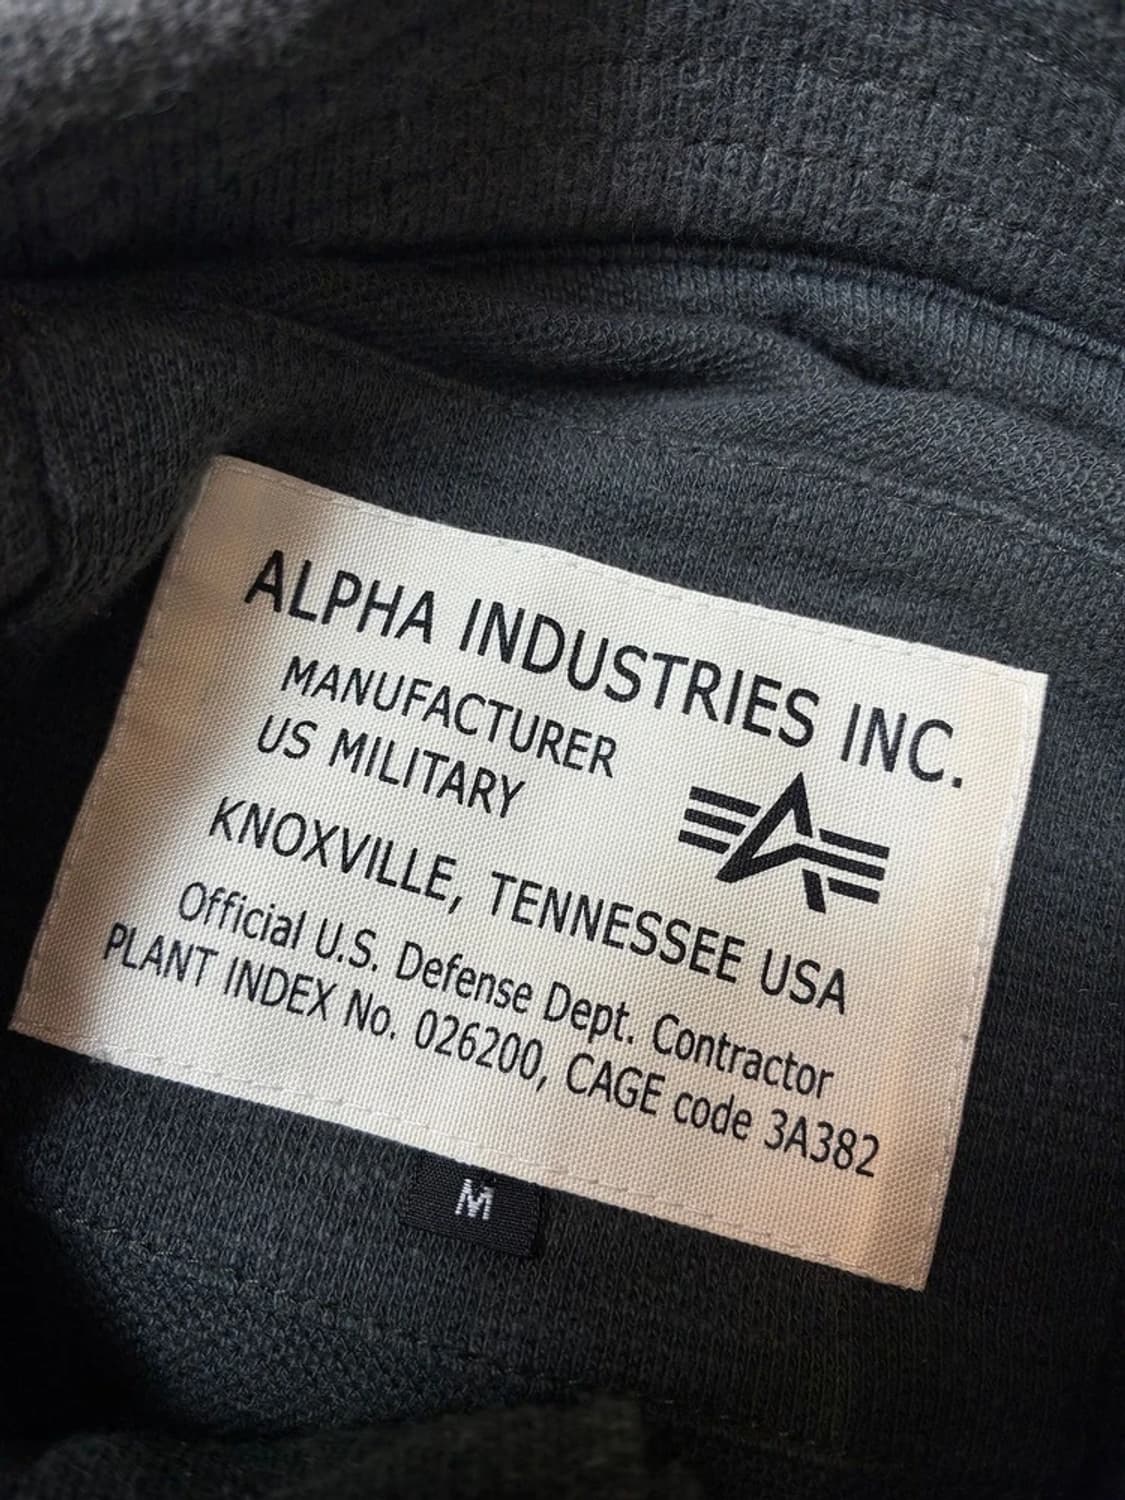 ALPHA INDUSTRIES INC.
MANUFACTURER
US MILITARY
KNOXVILLE, TENNESSEE USA
Official U.S. Defense Dept. Contractor
PLANT INDEX No. 026200, CAGE code 3A382
M